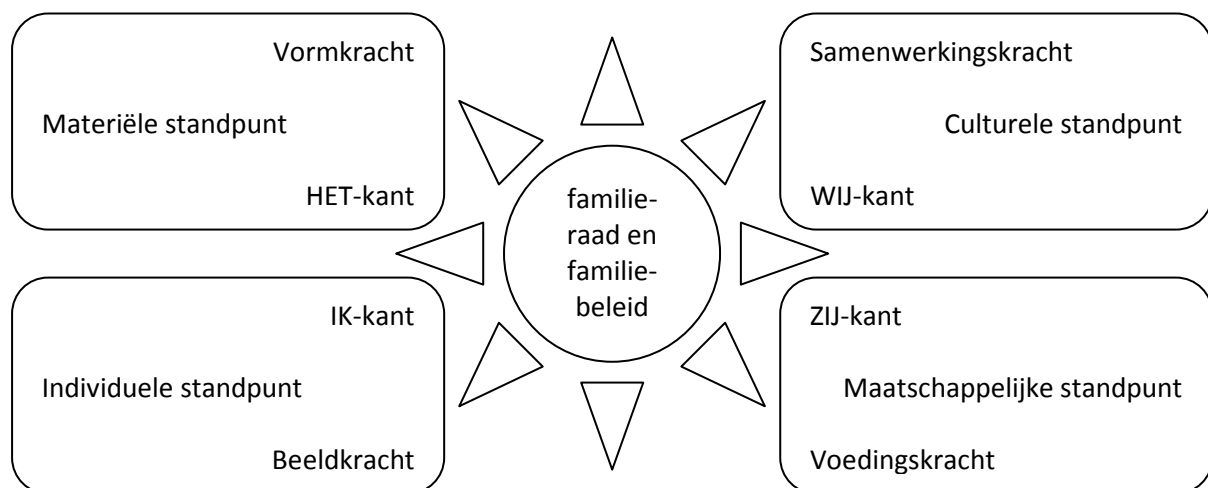 Vormkracht
Materiële standpunt
HET-kant
Samenwerkingskracht
Culturele standpunt
WIJ-kant
familie-
raad en
familie-
beleid
IK-kant
Individuele standpunt
Beeldkracht
ZIJ-kant
Maatschappelijke standpunt
Voedingskracht